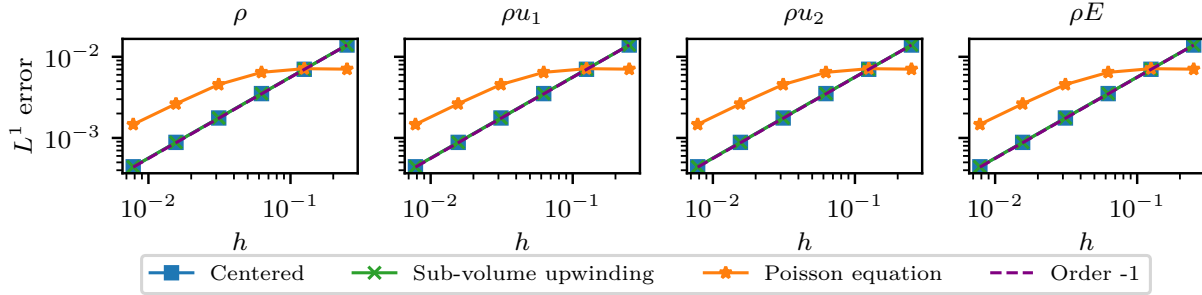 ρ ρu₁ ρu₂ ρE
L¹ error
10⁻²
10⁻³
10⁻² 10⁻¹ 10⁻² 10⁻¹ 10⁻² 10⁻¹ 10⁻² 10⁻¹
h h h h
Centered Sub-volume upwinding Poisson equation Order -1